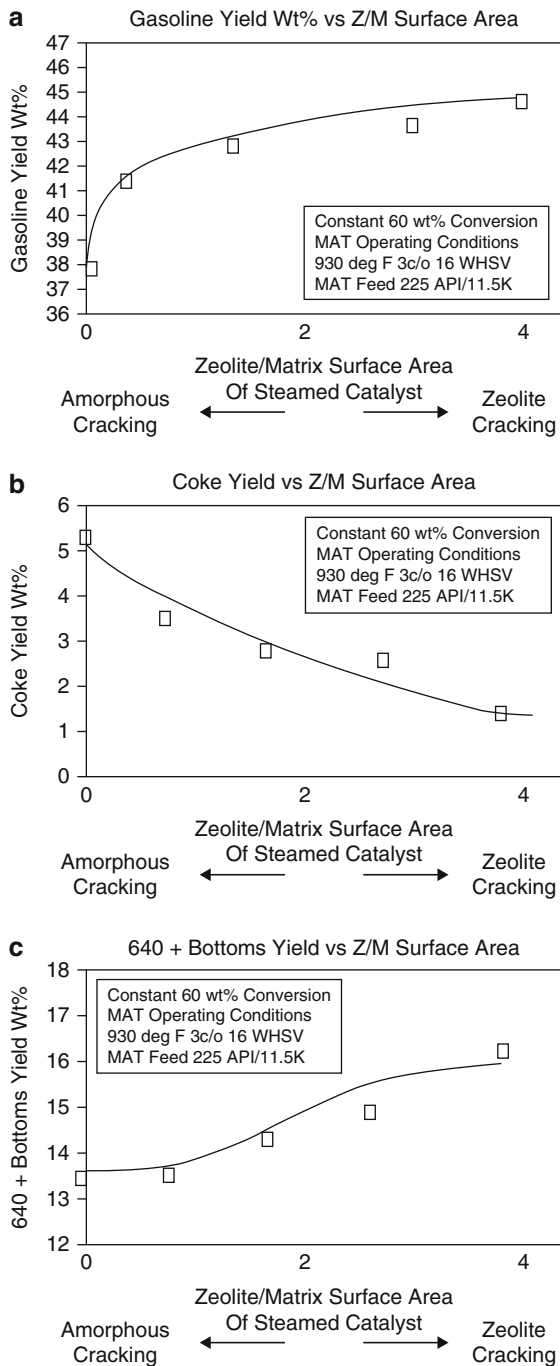 a
Gasoline Yield Wt% vs Z/M Surface Area
Gasoline Yield Wt%
47
46
45
44
43
42
41
40
39
38
37
36
Constant 60 wt% Conversion
MAT Operating Conditions
930 deg F 3c/o 16 WHSV
MAT Feed 225 API/11.5K
0 2 4
Zeolite/Matrix Surface Area
Of Steamed Catalyst
Amorphous
Cracking
Zeolite
Cracking
b
Coke Yield vs Z/M Surface Area
Coke Yield Wt%
6
5
4
3
2
1
0
Constant 60 wt% Conversion
MAT Operating Conditions
930 deg F 3c/o 16 WHSV
MAT Feed 225 API/11.5K
0 2 4
Zeolite/Matrix Surface Area
Of Steamed Catalyst
Amorphous
Cracking
Zeolite
Cracking
c
640 + Bottoms Yield vs Z/M Surface Area
640 + Bottoms Yield Wt%
18
17
16
15
14
13
12
Constant 60 wt% Conversion
MAT Operating Conditions
930 deg F 3c/o 16 WHSV
MAT Feed 225 API/11.5K
0 2 4
Zeolite/Matrix Surface Area
Of Steamed Catalyst
Amorphous
Cracking
Zeolite
Cracking